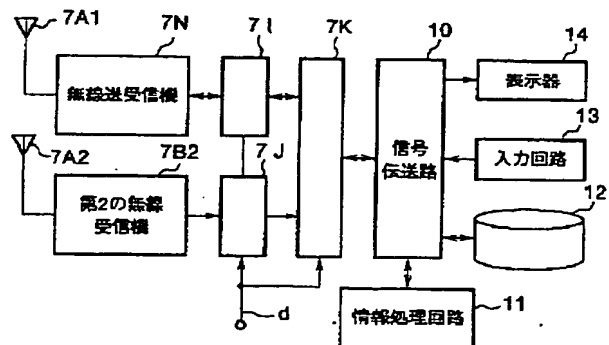 7A1
7N
7I
7K
10
14
無線送受信機
表示器
13
7A2
7B2
7J
信号
伝送路
入力回路
12
第2の無線
受信機
d
情報処理回路
11